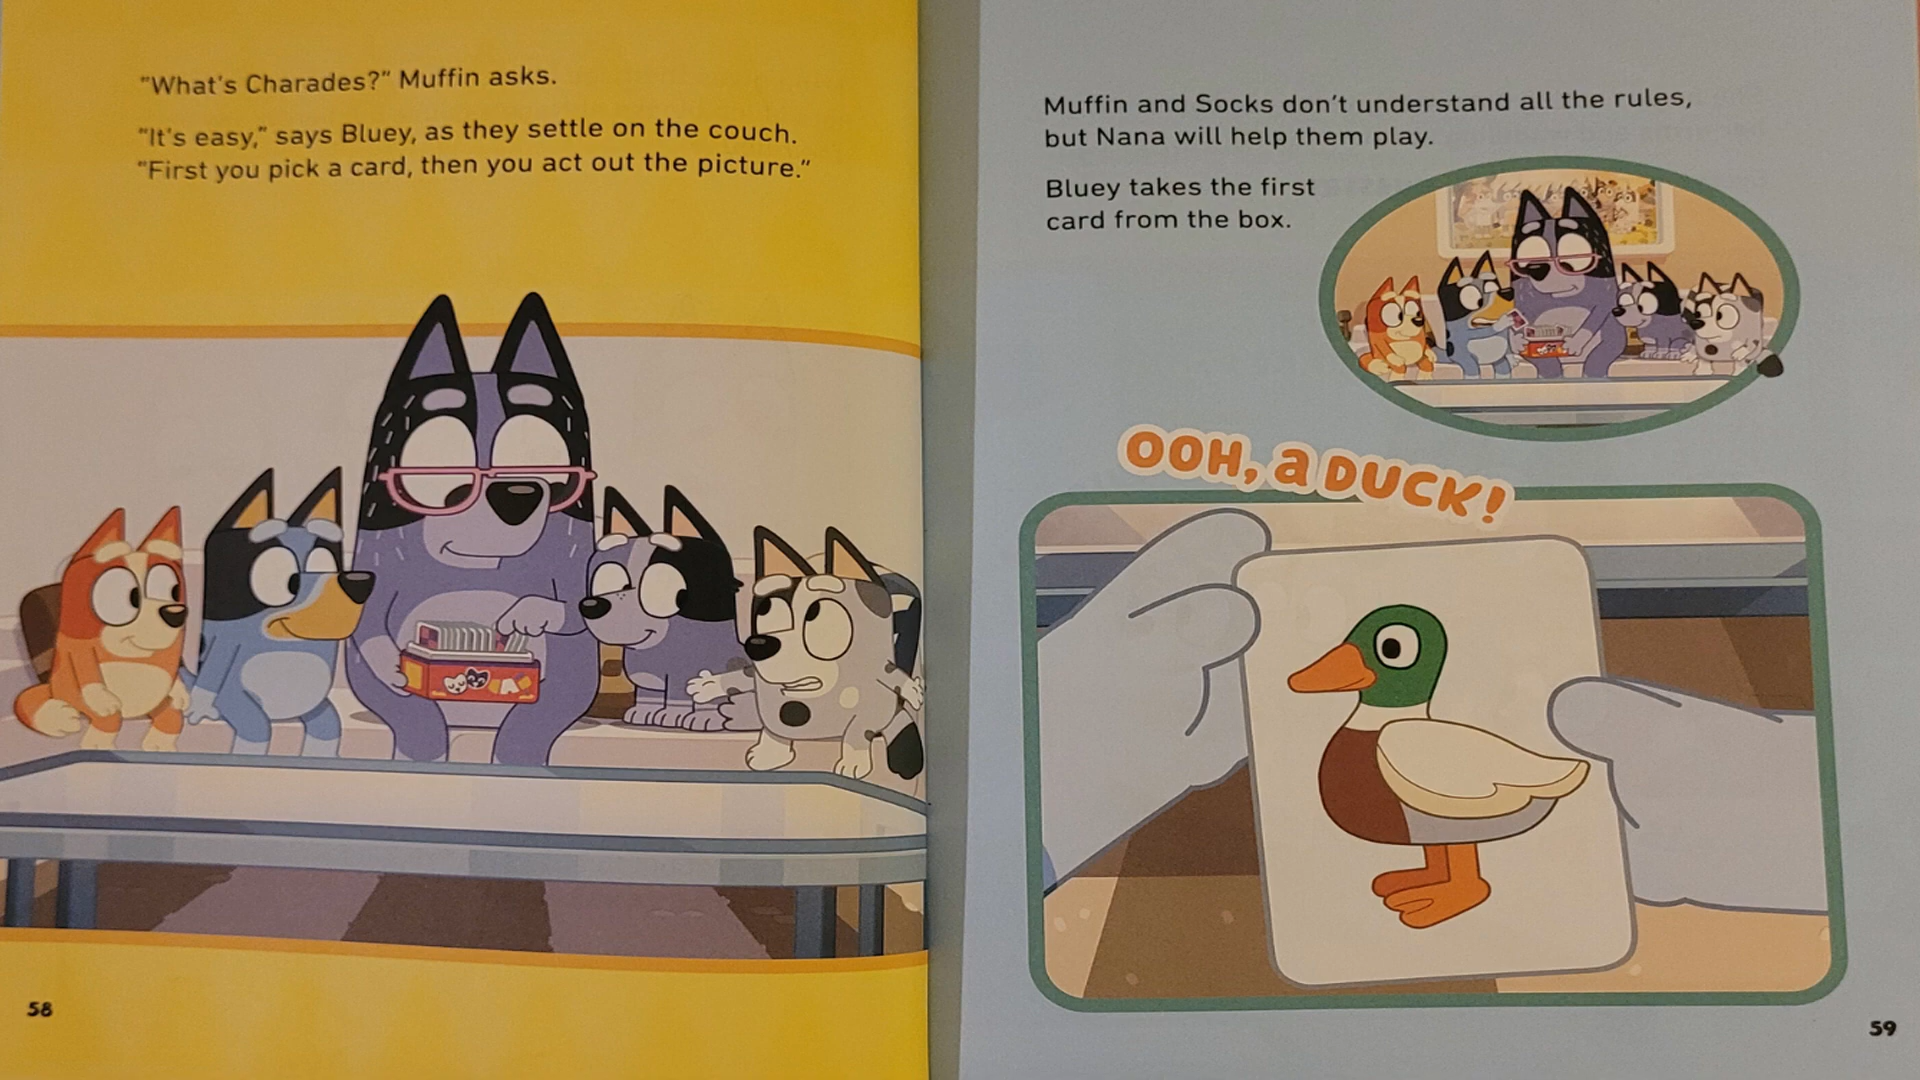 "What's Charades?" Muffin asks.
"It's easy," says Bluey, as they settle on the couch.
"First you pick a card, then you act out the picture."
58
Muffin and Socks don't understand all the rules,
but Nana will help them play.
Bluey takes the first
card from the box.
OOH, a DUCK!
59